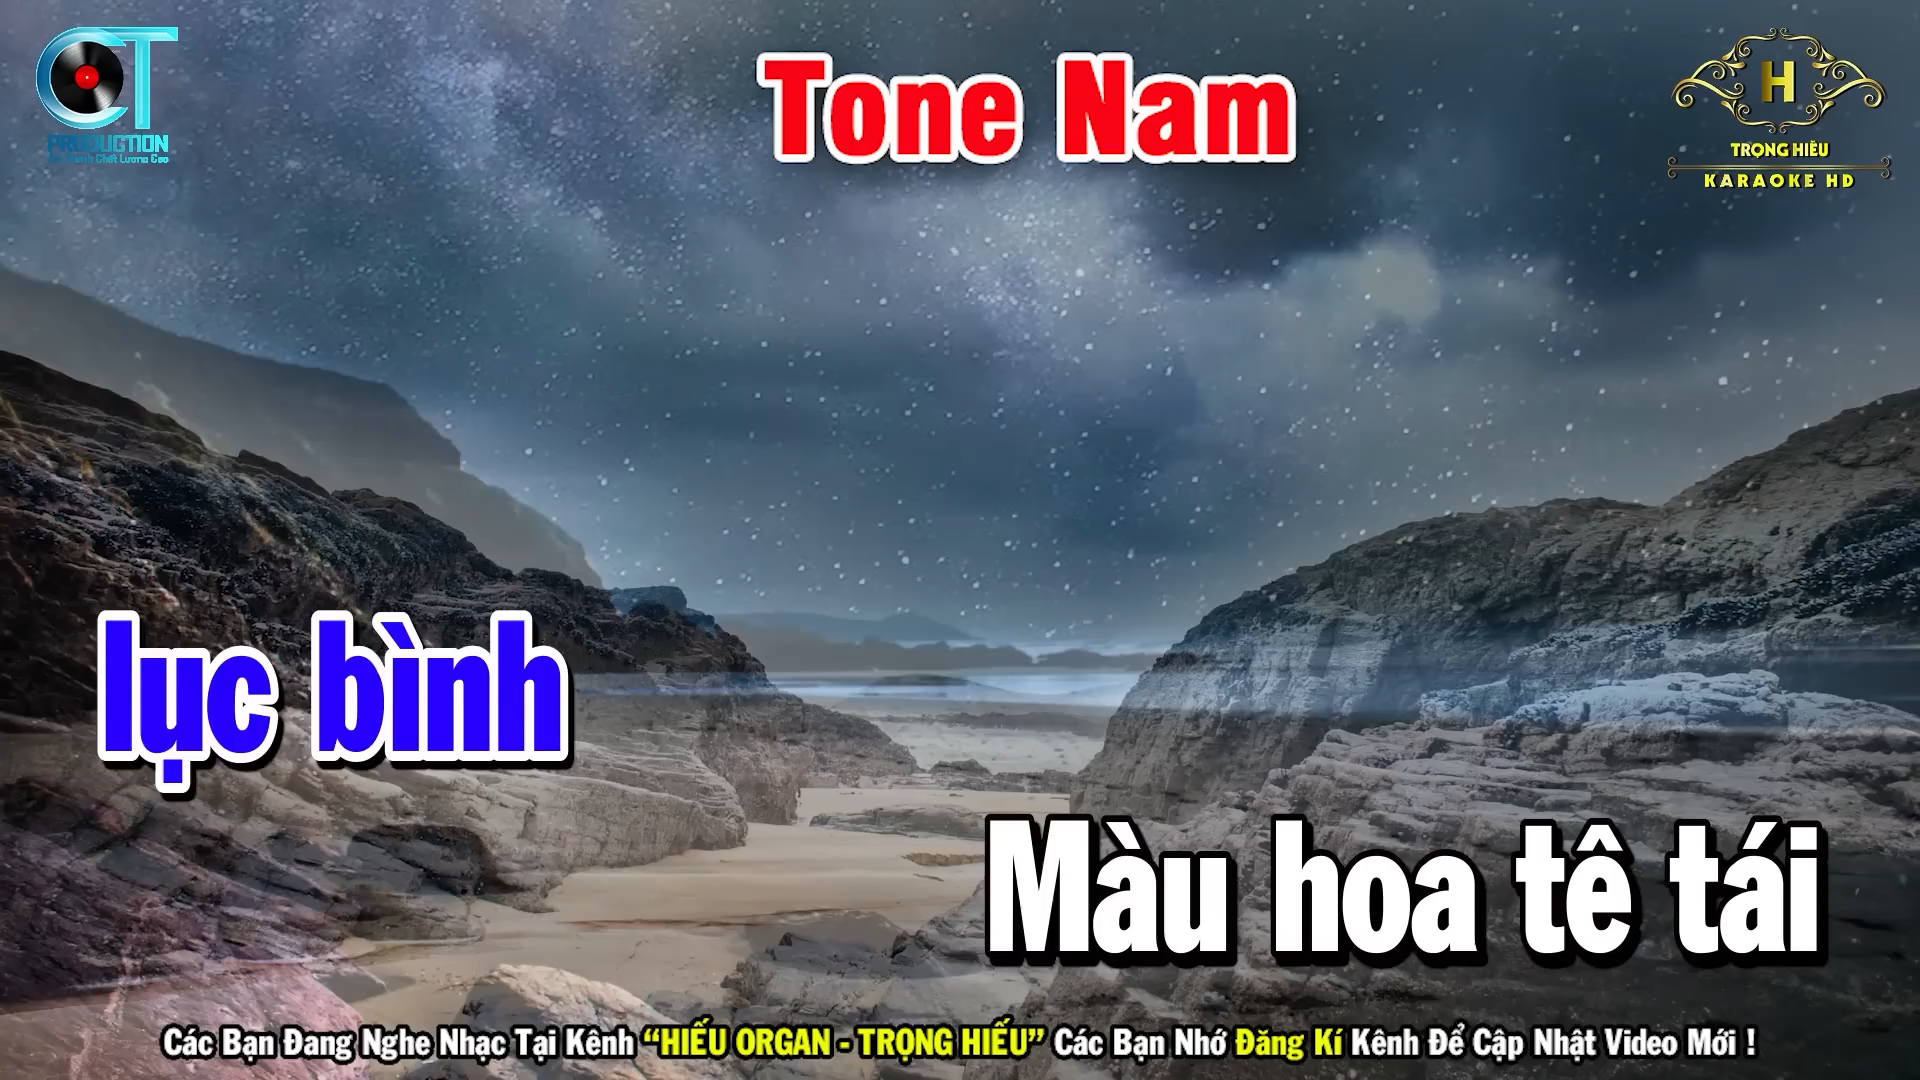 CT
PRODUCTION
Tone Nam
H
TRỌNG HIẾU
KARAOKE HD
lục bình
Màu hoa tê tái
Các Bạn Đang Nghe Nhạc Tại Kênh “HIẾU ORGAN - TRỌNG HIẾU” Các Bạn Nhớ Đăng Kí Kênh Để Cập Nhật Video Mới !